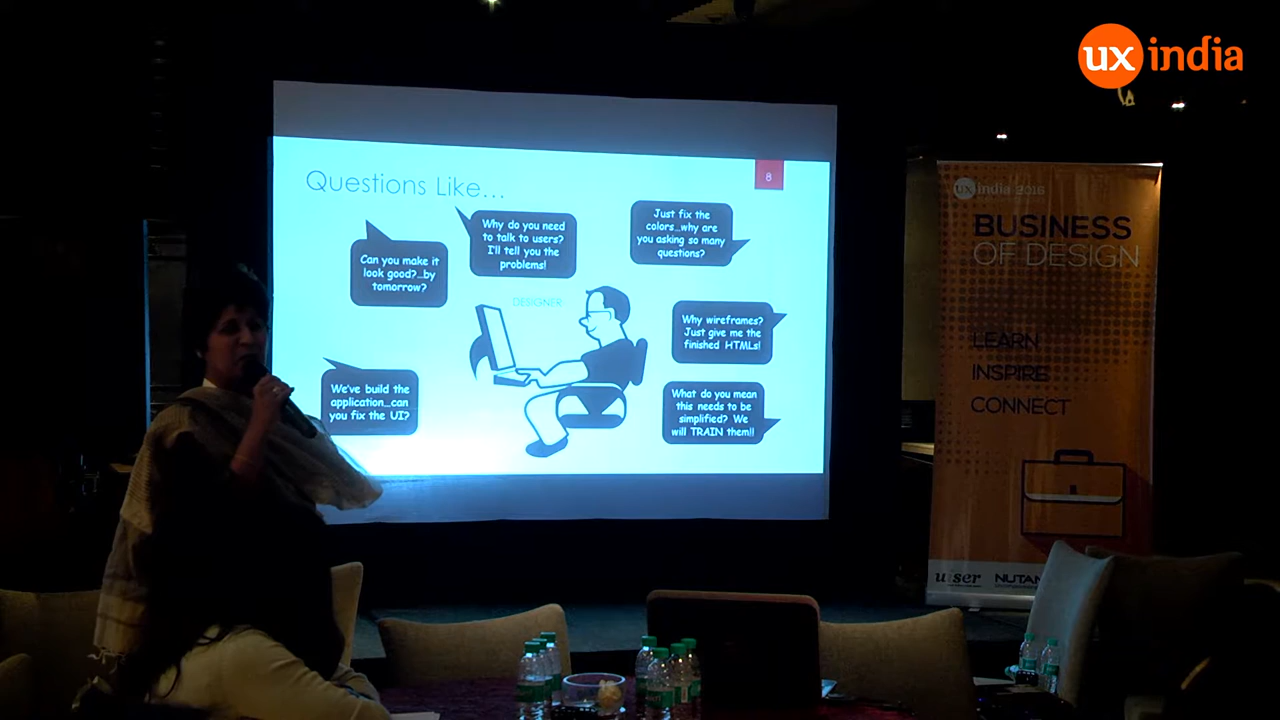 ux india
8
Questions Like...
Why do you need
to talk to users?
I'll tell you the
problems!
Just fix the
colors...why are
you asking so many
questions?
Can you make it
look good?...by
tomorrow?
DESIGNER
Why wireframes?
Just give me the
finished HTMLs!
We've build the
application...can
you fix the UI?
What do you mean
this needs to be
simplified? We
will TRAIN them!!
ux india 2016
BUSINESS
OF DESIGN
LEARN
INSPIRE
CONNECT